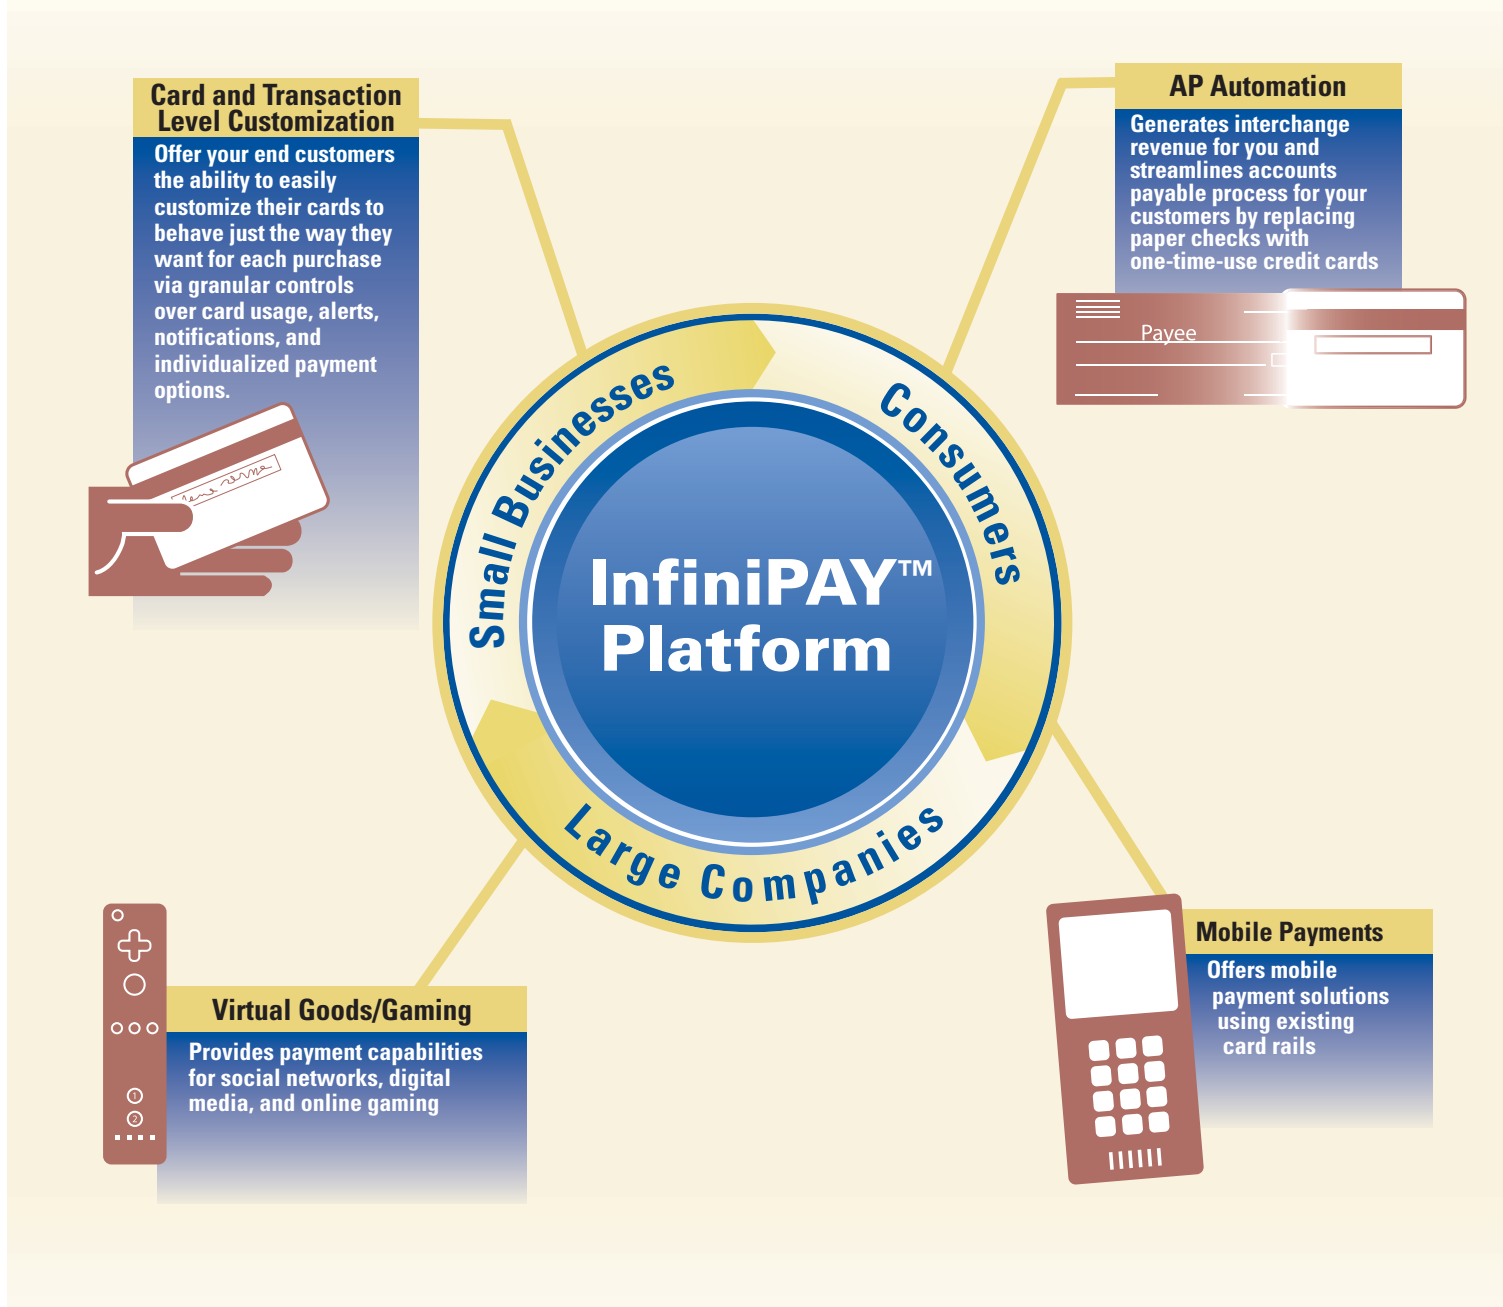 Card and Transaction
Level Customization
Offer your end customers
the ability to easily
customize their cards to
behave just the way they
want for each purchase
via granular controls
over card usage, alerts,
notifications, and
individualized payment
options.
AP Automation
Generates interchange
revenue for you and
streamlines accounts
payable process for your
customers by replacing
paper checks with
one-time-use credit cards
Payee
Small Businesses
Consumers
Large Companies
InfiniPAY™
Platform
Virtual Goods/Gaming
Provides payment capabilities
for social networks, digital
media, and online gaming
1
2
Mobile Payments
Offers mobile
payment solutions
using existing
card rails